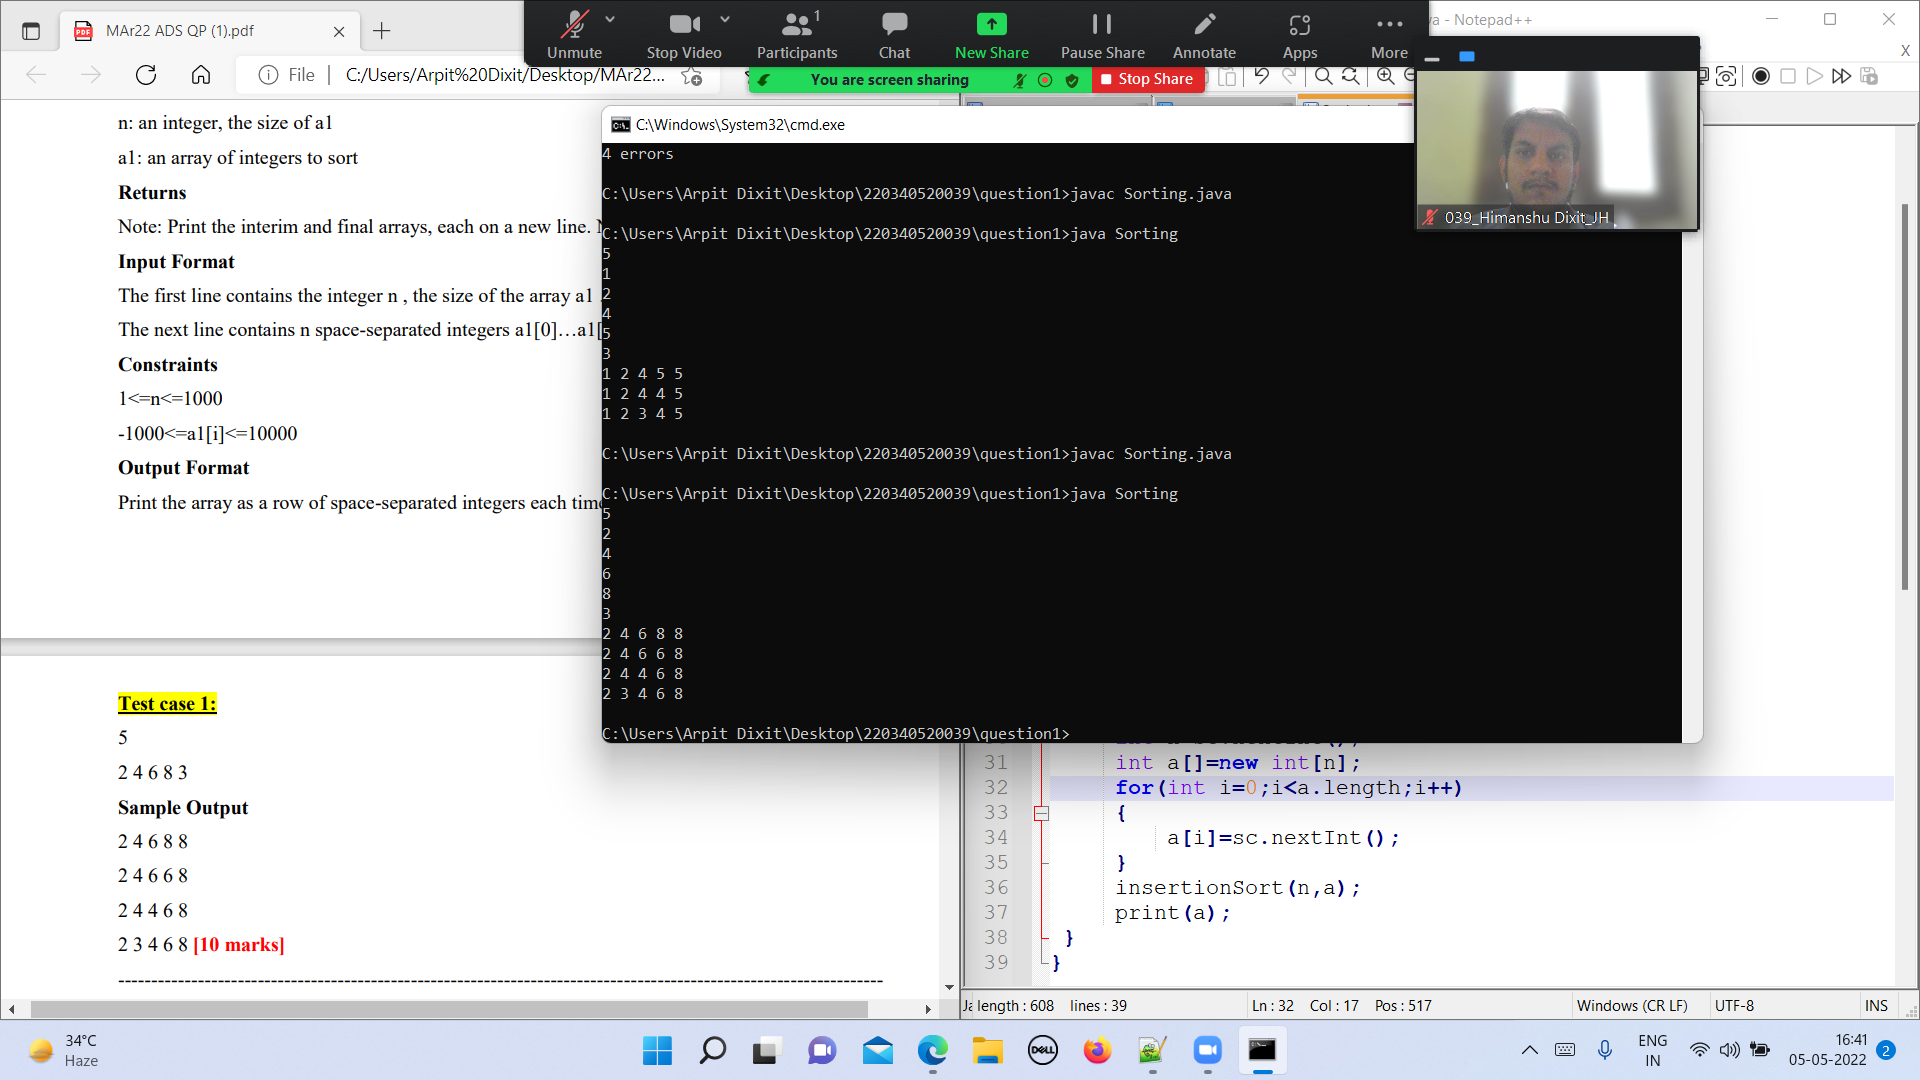 MAr22 ADS QP (1).pdf
File
C:/Users/Arpit%20Dixit/Desktop/MAr22...
Unmute
Stop Video
1
Participants
Chat
New Share
Pause Share
Annotate
Apps
More
You are screen sharing
Stop Share
- Notepad++
X
n: an integer, the size of a1
a1: an array of integers to sort
Returns
Note: Print the interim and final arrays, each on a new line.
Input Format
The first line contains the integer n , the size of the array a1
The next line contains n space-separated integers a1[0]…a1[
Constraints
1<=n<=1000
-1000<=a1[i]<=10000
Output Format
Print the array as a row of space-separated integers each time
Test case 1:
5
2 4 6 8 3
Sample Output
2 4 6 8 8
2 4 6 6 8
2 4 4 6 8
2 3 4 6 8 [10 marks]
C:\Windows\System32\cmd.exe
4 errors
C:\Users\Arpit Dixit\Desktop\220340520039\question1>javac Sorting.java
C:\Users\Arpit Dixit\Desktop\220340520039\question1>java Sorting
5
1
2
4
5
3
1 2 4 5 5
1 2 4 4 5
1 2 3 4 5
C:\Users\Arpit Dixit\Desktop\220340520039\question1>javac Sorting.java
C:\Users\Arpit Dixit\Desktop\220340520039\question1>java Sorting
5
2
4
6
8
3
2 4 6 8 8
2 4 6 6 8
2 4 4 6 8
2 3 4 6 8
C:\Users\Arpit Dixit\Desktop\220340520039\question1>
039_Himanshu Dixit_JH
31 int a[]=new int[n];
32 for(int i=0;i<a.length;i++)
33 {
34 a[i]=sc.nextInt();
35 }
36 insertionSort(n,a);
37 print(a);
38 }
39 }
length : 608 lines : 39
Ln : 32 Col : 17 Pos : 517
Windows (CR LF)
UTF-8
INS
34°C
Haze
DELL
ENG
IN
16:41
05-05-2022
2